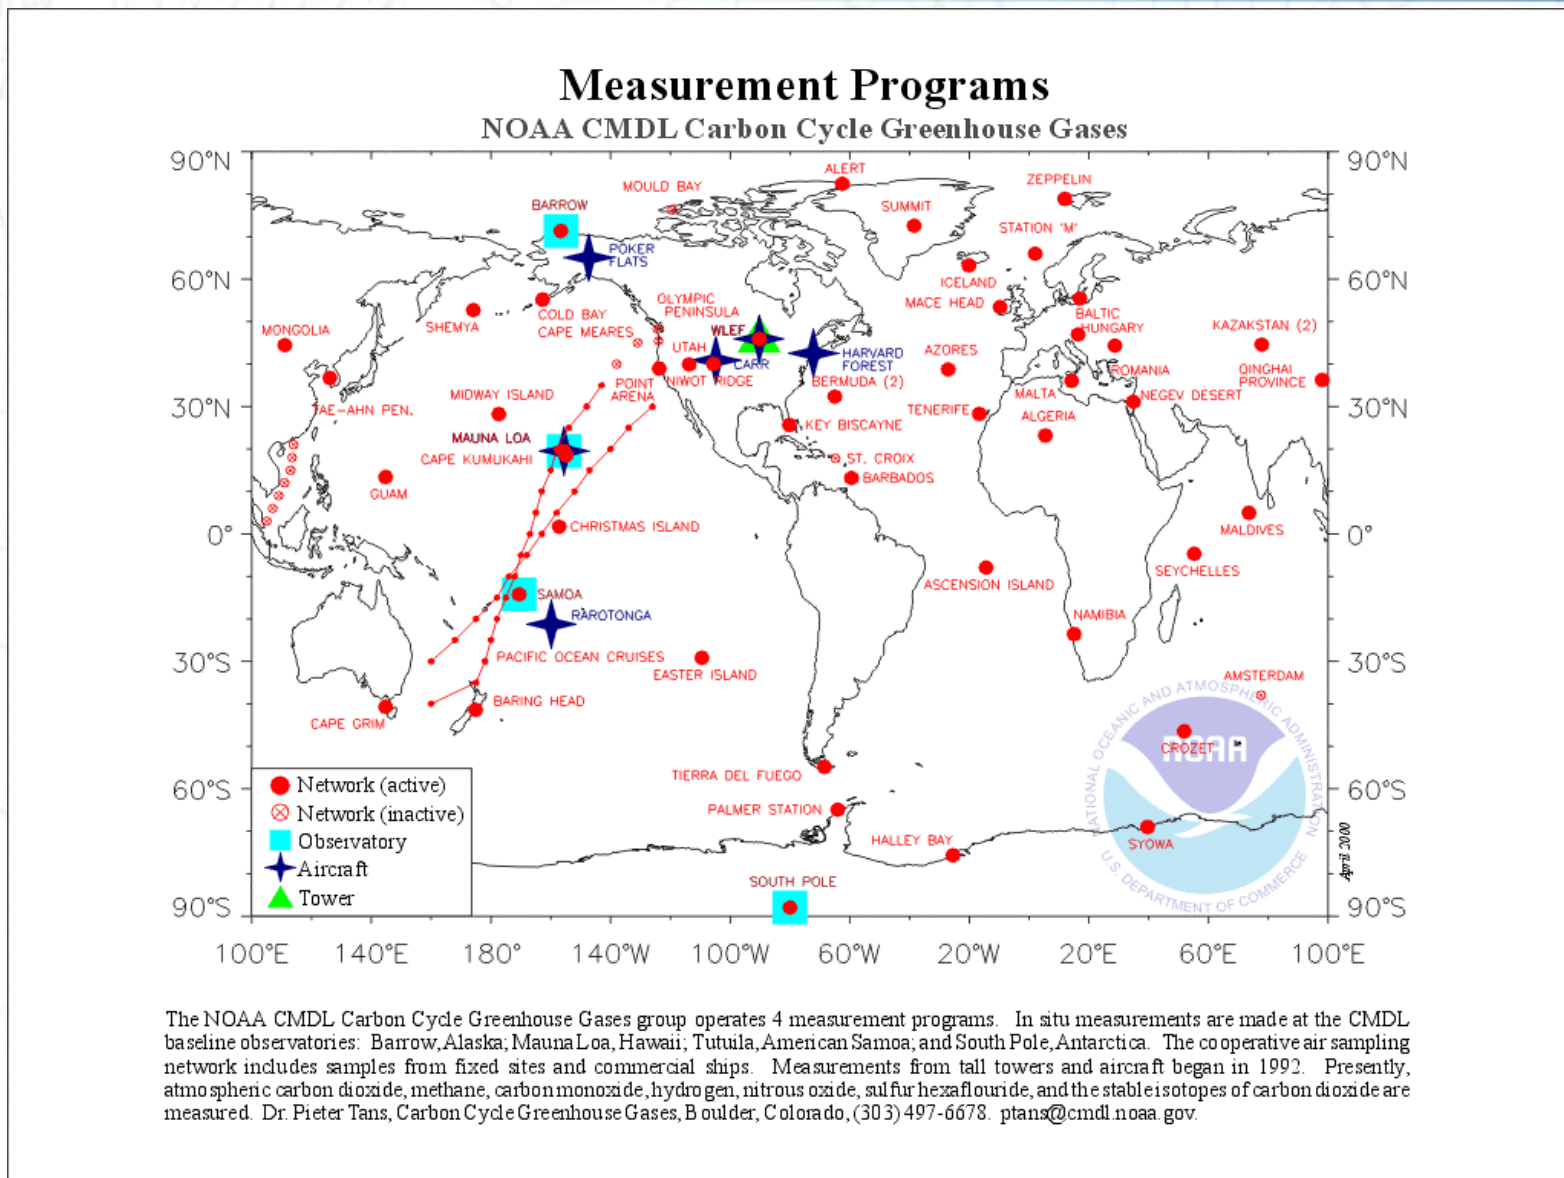 Measurement Programs
NOAA CMDL Carbon Cycle Greenhouse Gases
90°N
90°N
ALERT
ZEPPELIN
MOULD BAY
BARROW
SUMMIT
STATION 'M'
POKER
FLATS
60°N
60°N
ICELAND
OLYMPIC
PENINSULA
MACE HEAD
COLD BAY
BALTIC
SHEMYA
CAPE MEARES
WLEF
HUNGARY
KAZAKSTAN (2)
MONGOLIA
UTAH
CARR
HARVARD
FOREST
AZORES
QINGHAI
PROVINCE
ROMANIA
NIWOT RIDGE
BERMUDA (2)
POINT
ARENA
MIDWAY ISLAND
MALTA
NEGEV DESERT
TAE-AHN PEN.
30°N
30°N
TENERIFE
ALGERIA
KEY BISCAYNE
MAUNA LOA
CAPE KUMUKAHI
ST. CROIX
BARBADOS
GUAM
CHRISTMAS ISLAND
0°
0°
MALDIVES
SEYCHELLES
ASCENSION ISLAND
SAMOA
RAROTONGA
NAMIBIA
PACIFIC OCEAN CRUISES
30°S
30°S
EASTER ISLAND
AMSTERDAM
BARING HEAD
CAPE GRIM
CROZET
NOAA
NATIONAL OCEANIC AND ATMOSPHERIC ADMINISTRATION
U.S. DEPARTMENT OF COMMERCE
TIERRA DEL FUEGO
Network (active)
60°S
60°S
PALMER STATION
Network (inactive)
Observatory
HALLEY BAY
SYOWA
April 2000
Aircraft
SOUTH POLE
Tower
90°S
90°S
100°E 140°E 180° 140°W 100°W 60°W 20°W 20°E 60°E 100°E
The NOAA CMDL Carbon Cycle Greenhouse Gases group operates 4 measurement programs. In situ measurements are made at the CMDL
baseline observatories: Barrow, Alaska; Mauna Loa, Hawaii; Tutuila, American Samoa; and South Pole, Antarctica. The cooperative air sampling
network includes samples from fixed sites and commercial ships. Measurements from tall towers and aircraft began in 1992. Presently,
atmospheric carbon dioxide, methane, carbon monoxide, hydrogen, nitrous oxide, sulfur hexaflouride, and the stable isotopes of carbon dioxide are
measured. Dr. Pieter Tans, Carbon Cycle Greenhouse Gases, Boulder, Colorado, (303) 497-6678. ptans@cmdl.noaa.gov.